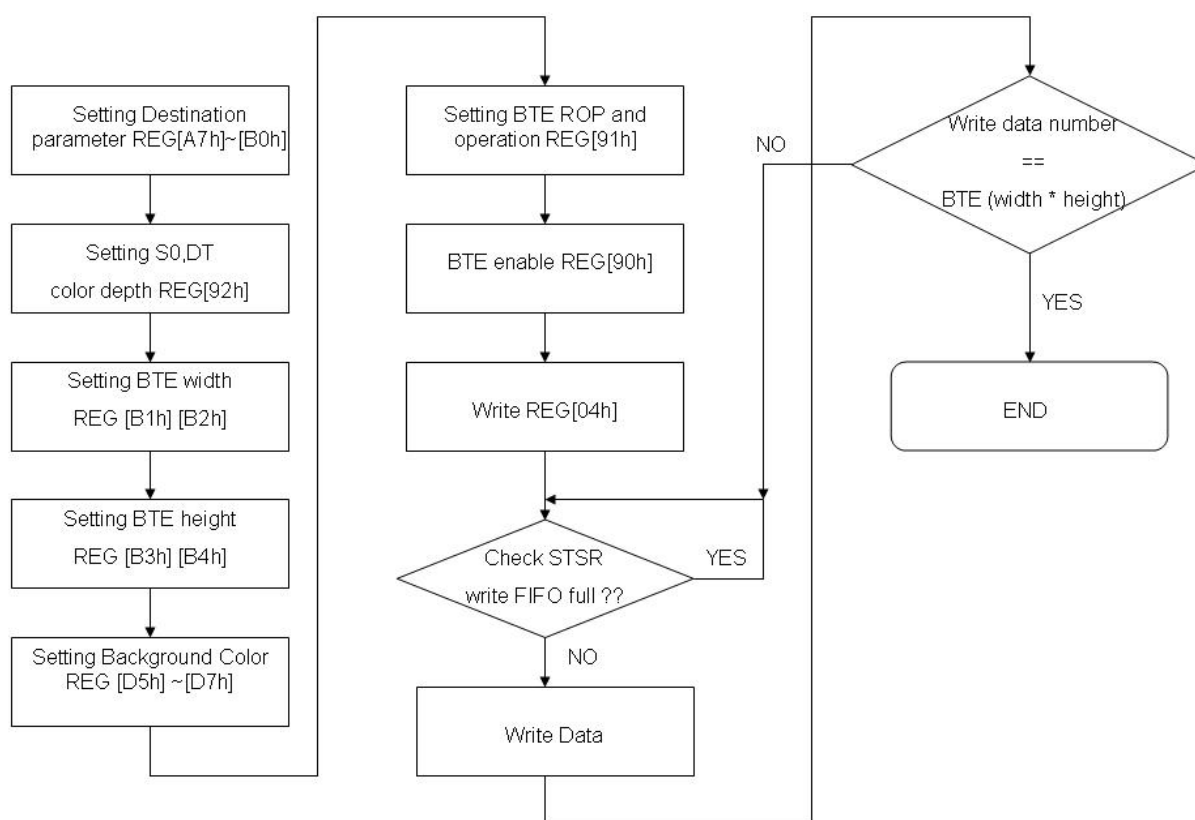 Setting Destination
parameter REG[A7h]~[B0h]
Setting S0,DT
color depth REG[92h]
Setting BTE width
REG [B1h] [B2h]
Setting BTE height
REG [B3h] [B4h]
Setting Background Color
REG [D5h] ~[D7h]
Setting BTE ROP and
operation REG[91h]
BTE enable REG[90h]
Write REG[04h]
Check STSR
write FIFO full ??
YES
NO
Write Data
Write data number
==
BTE (width * height)
NO
YES
END